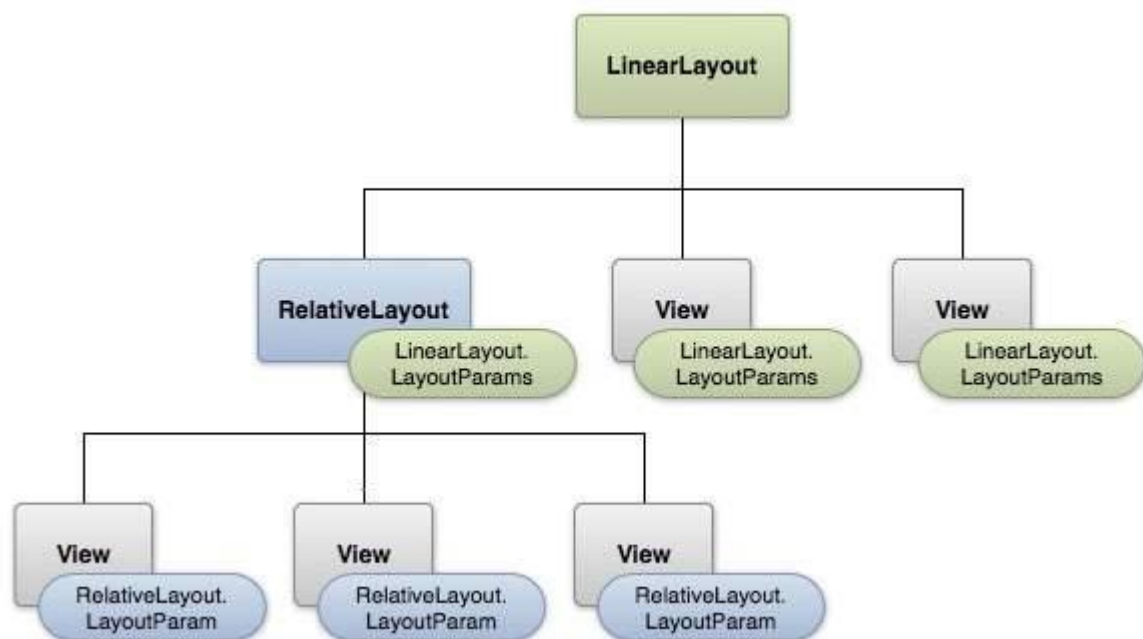 LinearLayout
RelativeLayout
LinearLayout.
LayoutParams
View
LinearLayout.
LayoutParams
View
LinearLayout.
LayoutParams
View
RelativeLayout.
LayoutParam
View
RelativeLayout.
LayoutParam
View
RelativeLayout.
LayoutParam